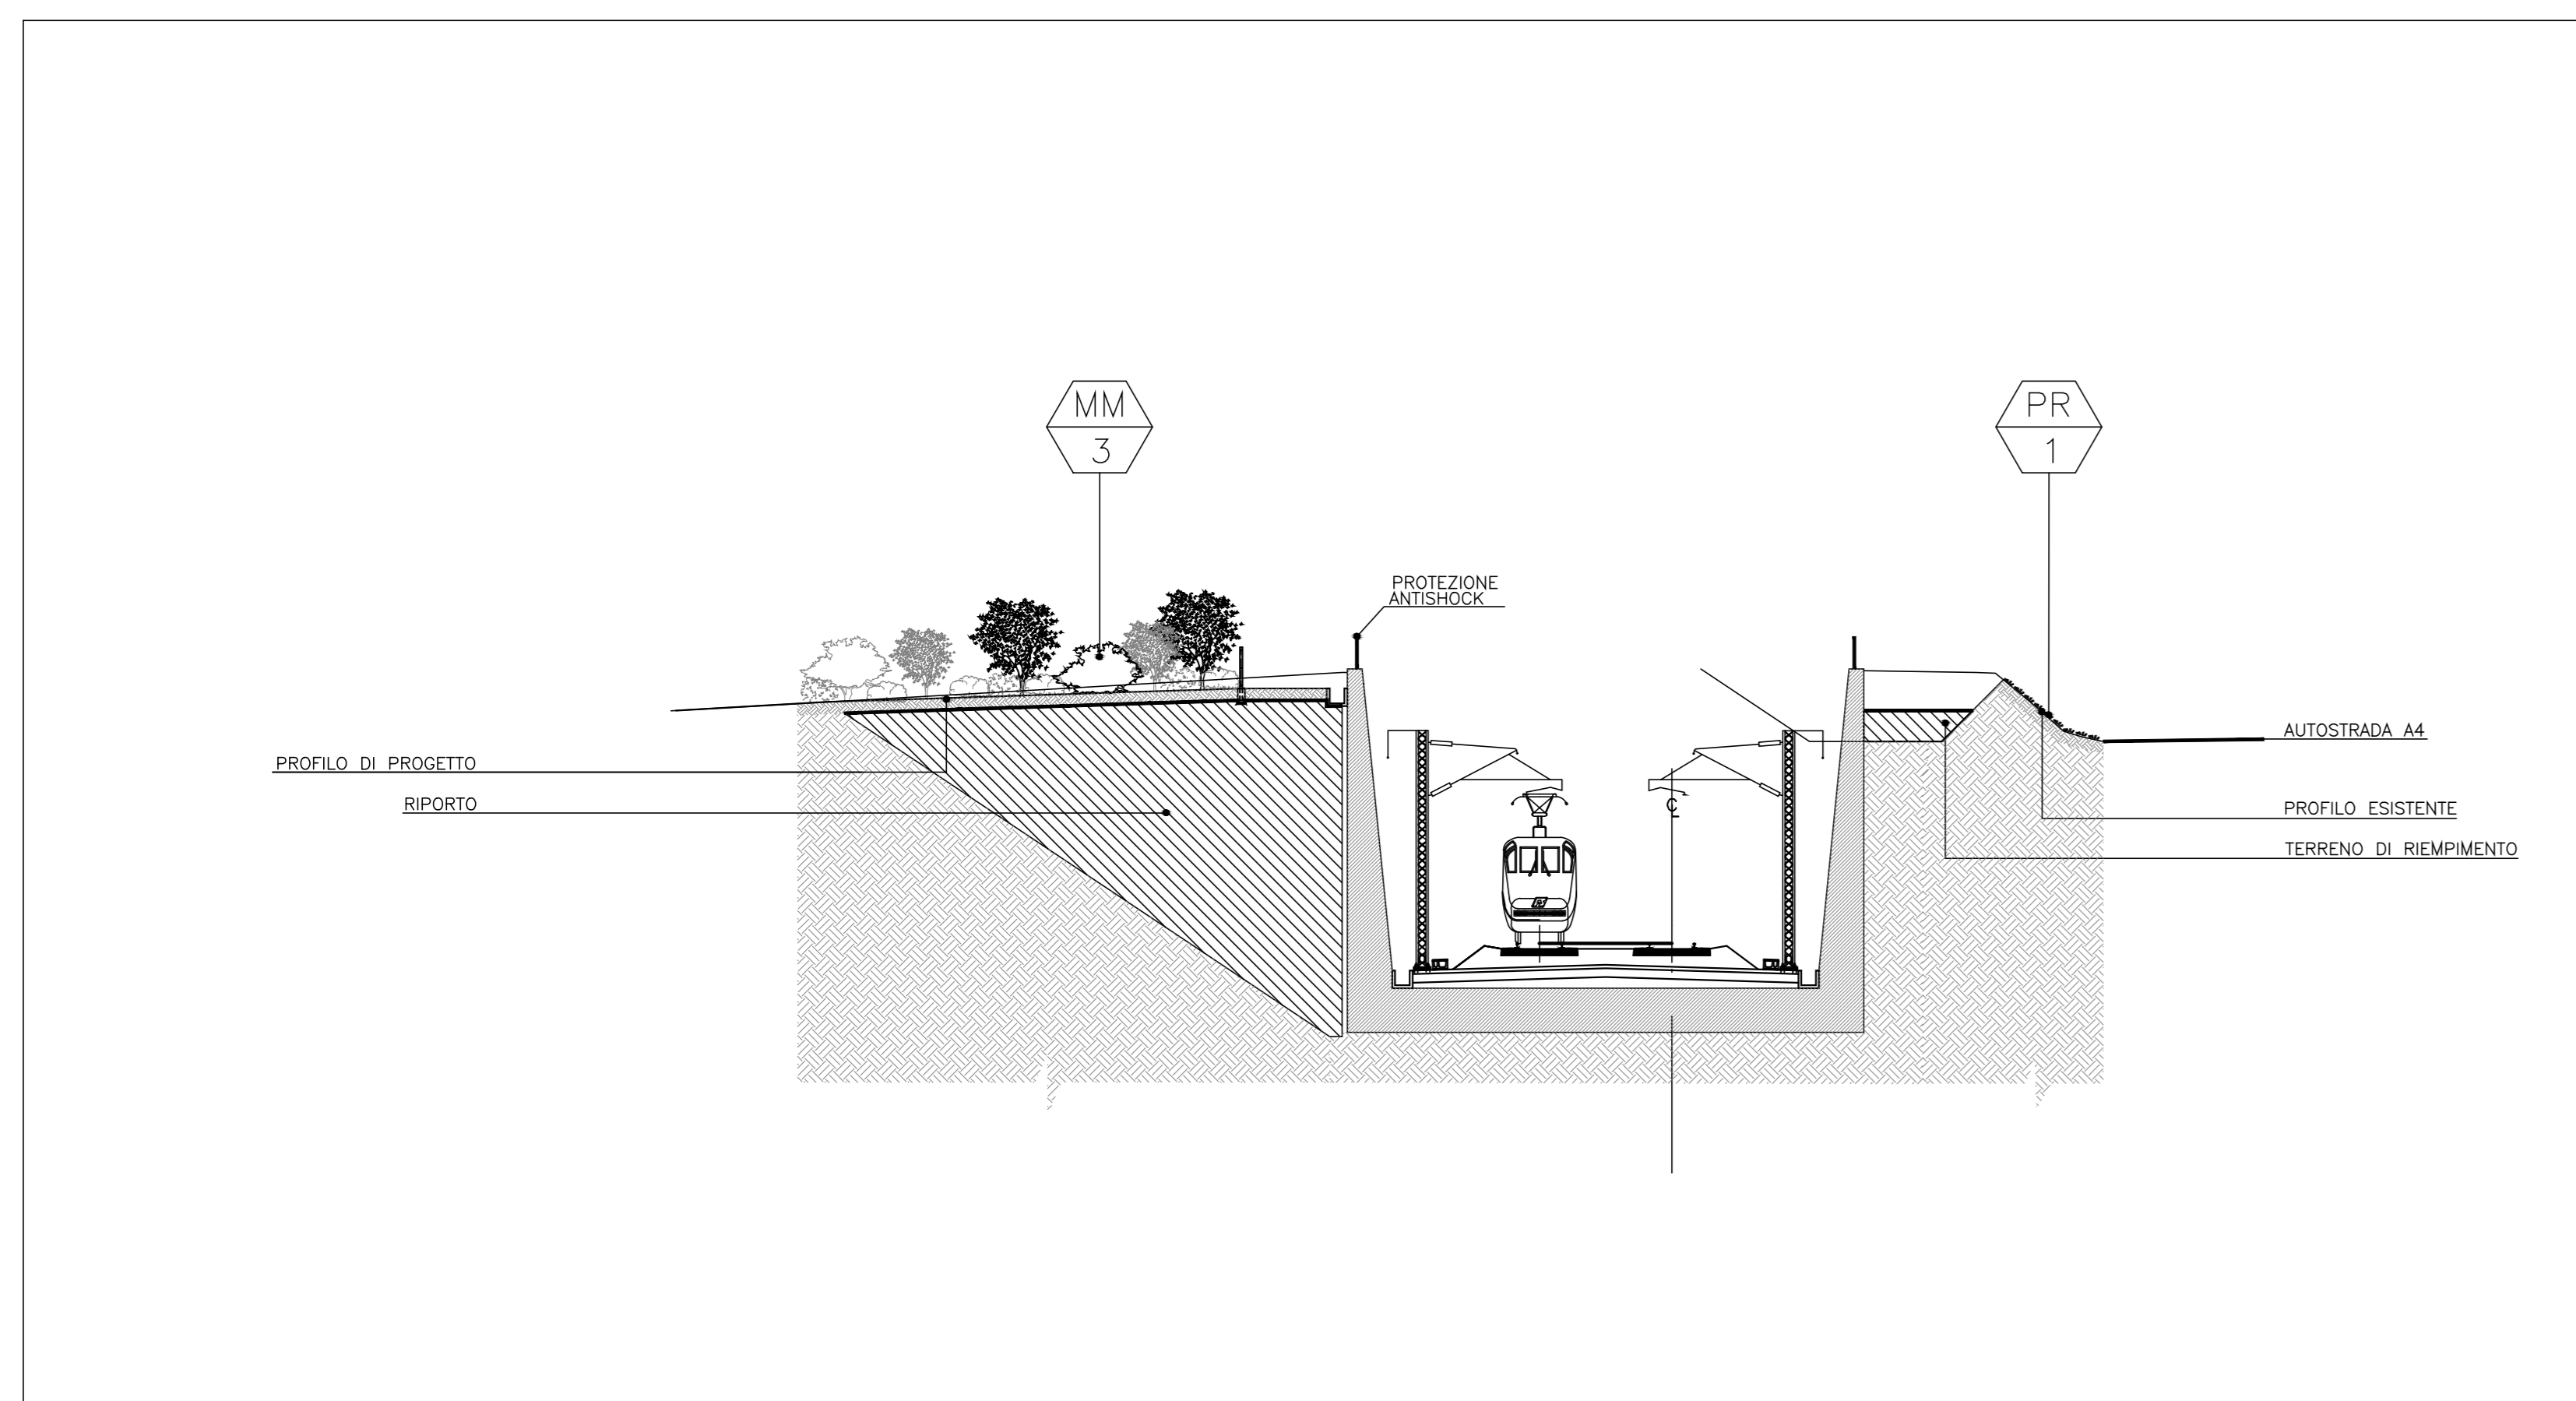 MM
3
PR
1
PROTEZIONE
ANTISHOCK
AUTOSTRADA A4
PROFILO DI PROGETTO
RIPORTO
PROFILO ESISTENTE
TERRENO DI RIEMPIMENTO